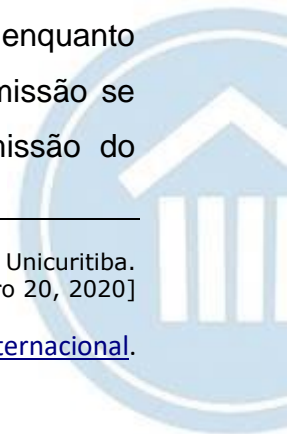 enquanto
missão se
missão do
Unicuritiba.
ro 20, 2020]
ternacional.